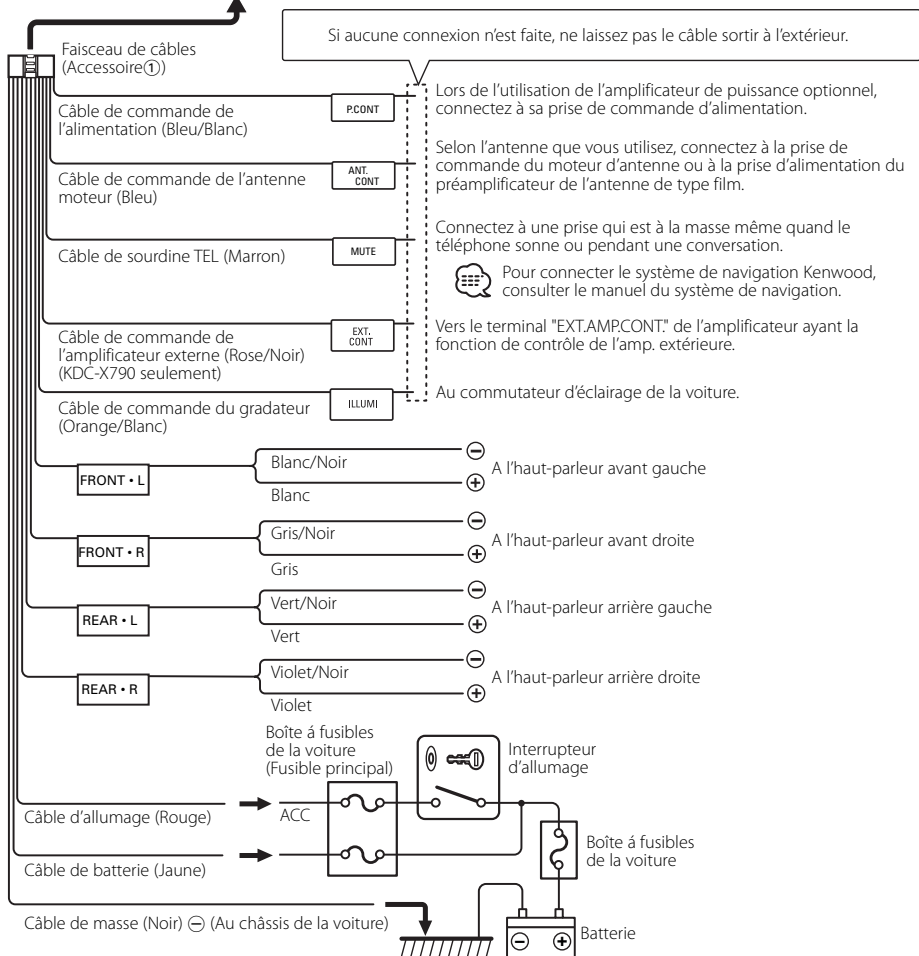 Si aucune connexion n'est faite, ne laissez pas le câble sortir à l'extérieur.
Faisceau de câbles
(Accessoire①)
Câble de commande de
l'alimentation (Bleu/Blanc)
P.CONT
Lors de l'utilisation de l'amplificateur de puissance optionnel,
connectez à sa prise de commande d'alimentation.
Câble de commande de l'antenne
moteur (Bleu)
ANT.
CONT
Selon l'antenne que vous utilisez, connectez à la prise de
commande du moteur d'antenne ou à la prise d'alimentation du
préamplificateur de l'antenne de type film.
Câble de sourdine TEL (Marron)
MUTE
Connectez à une prise qui est à la masse même quand le
téléphone sonne ou pendant une conversation.
Pour connecter le système de navigation Kenwood,
consulter le manuel du système de navigation.
Câble de commande de
l'amplificateur externe (Rose/Noir)
(KDC-X790 seulement)
EXT.
CONT
Vers le terminal "EXT.AMP.CONT." de l'amplificateur ayant la
fonction de contrôle de l'amp. extérieure.
Câble de commande du gradateur
(Orange/Blanc)
ILLUMI
Au commutateur d'éclairage de la voiture.
FRONT • L
Blanc/Noir
⊖
Blanc
⊕
A l'haut-parleur avant gauche
FRONT • R
Gris/Noir
⊖
Gris
⊕
A l'haut-parleur avant droite
REAR • L
Vert/Noir
⊖
Vert
⊕
A l'haut-parleur arrière gauche
REAR • R
Violet/Noir
⊖
Violet
⊕
A l'haut-parleur arrière droite
Boîte á fusibles
de la voiture
(Fusible principal)
Interrupteur
d'allumage
Câble d'allumage (Rouge)
ACC
Boîte á fusibles
de la voiture
Câble de batterie (Jaune)
Câble de masse (Noir) ⊖ (Au châssis de la voiture)
⊖ ⊕
Batterie